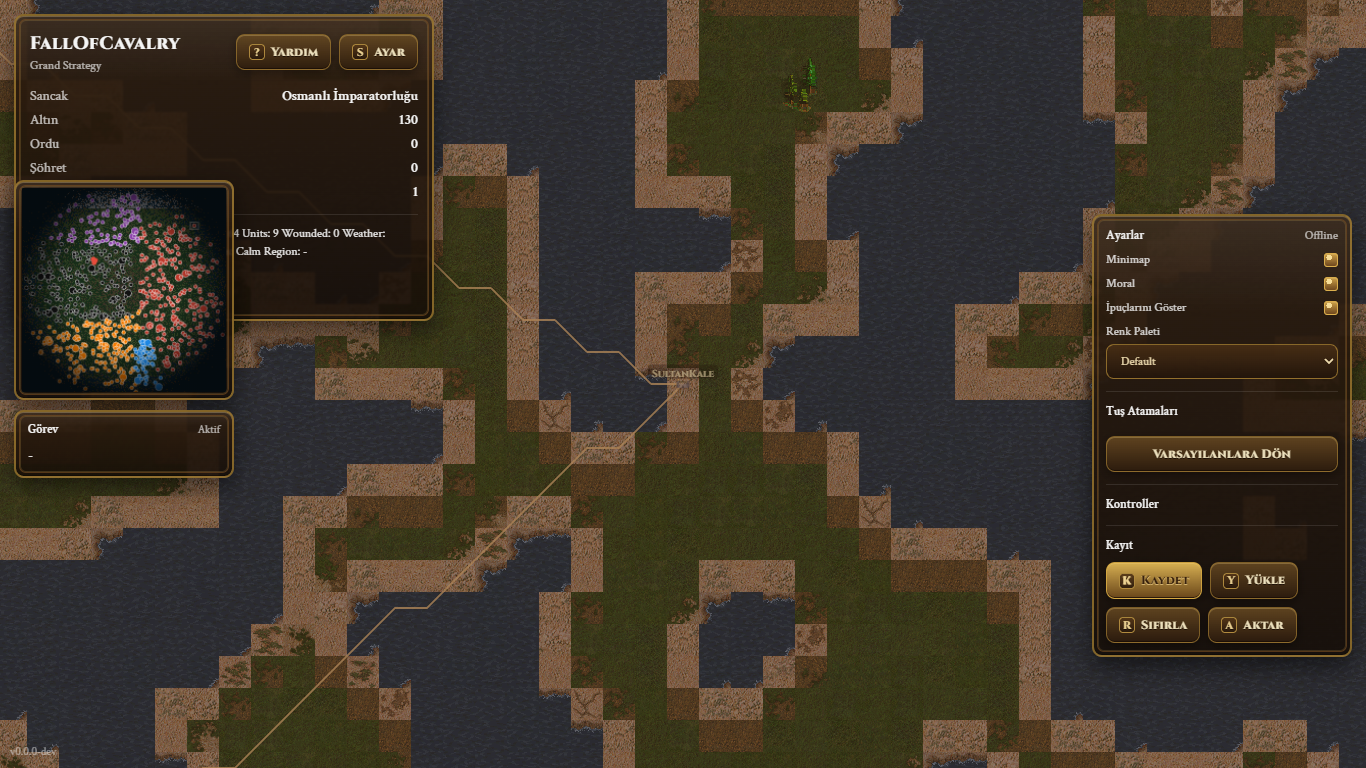 FallOfCavalry
Grand Strategy
? Yardım
S Ayar
Sancak Osmanlı İmparatorluğu
Altın 130
Ordu 0
Şöhret 0
1
4 Units: 9 Wounded: 0 Weather:
Calm Region: -
Görev Aktif
-
SultanKale
Ayarlar Offline
Minimap
Moral
İpuçlarını Göster
Renk Paleti
Default
Tuş Atamaları
Varsayılanlara Dön
Kontroller
Kayıt
K Kaydet
Y Yükle
R Sıfırla
A Aktar
v0.0.0-dev